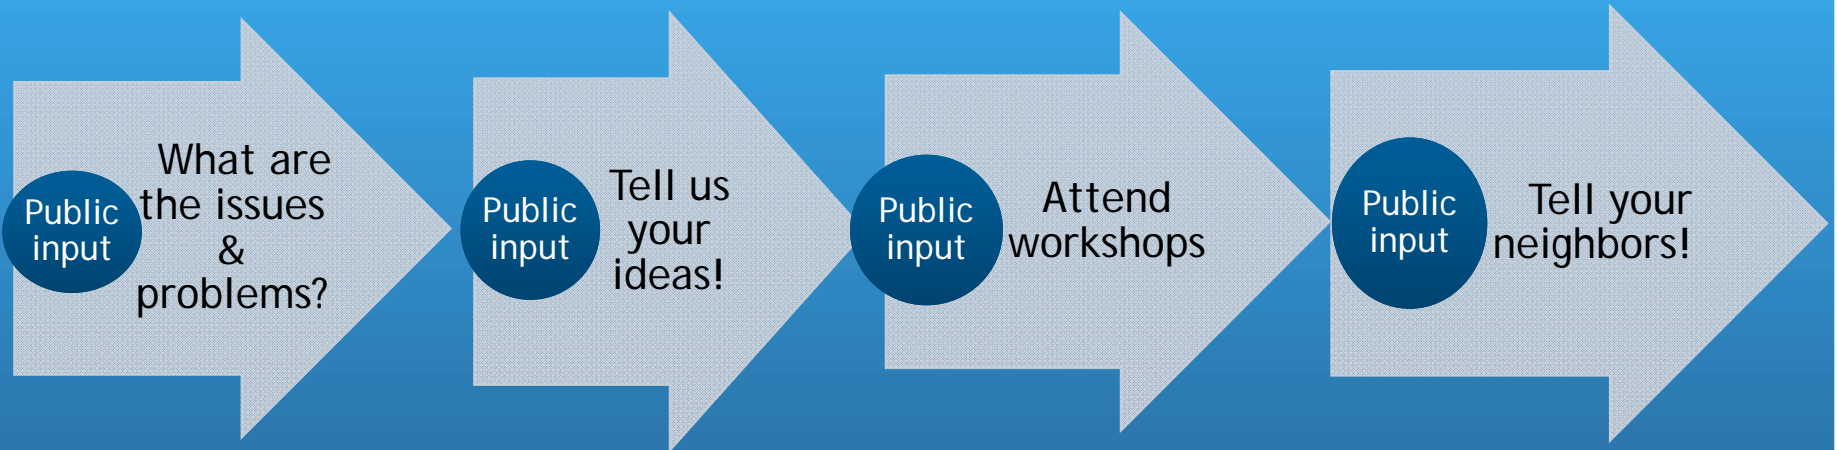 Public
input
What are
the issues
&
problems?
Public
input
Tell us
your
ideas!
Public
input
Attend
workshops
Public
input
Tell your
neighbors!